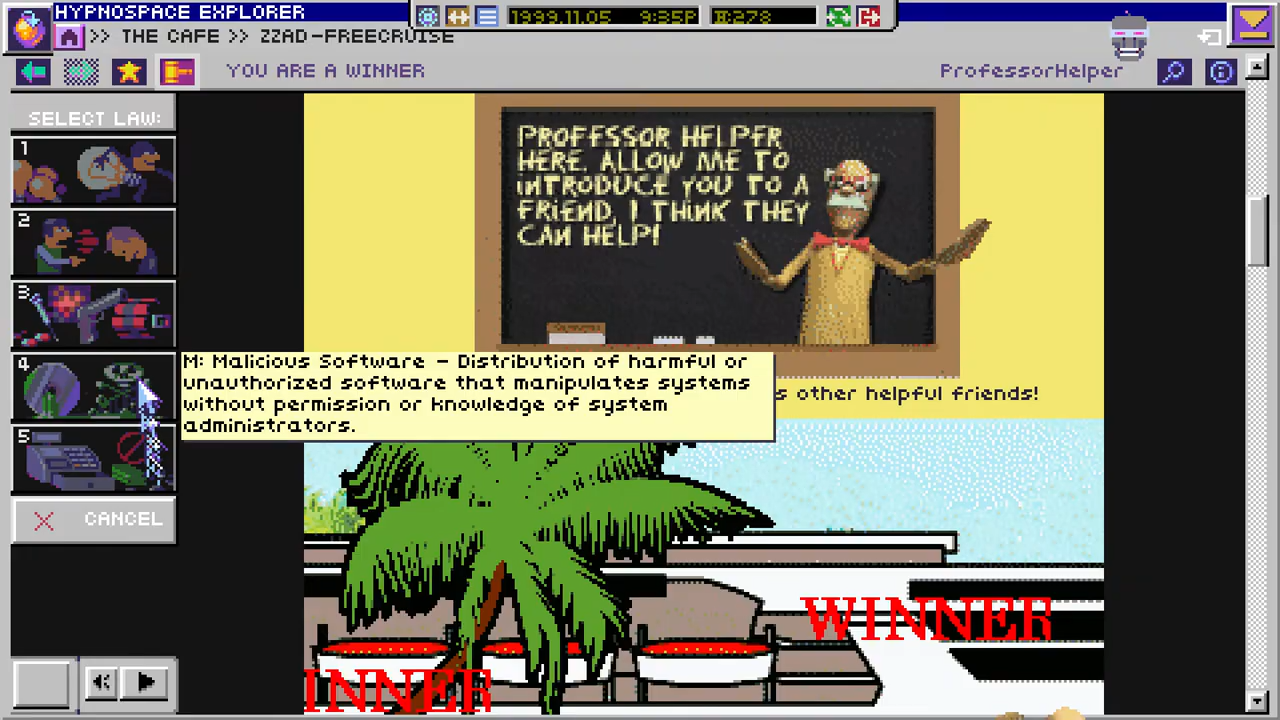 HYPNOSPACE EXPLORER
1999.11.05 9:35P
278
>> THE CAFE >> ZZAD-FREECRUISE
YOU ARE A WINNER
ProfessorHelper
SELECT LAW:
1
2
3
4
5
CANCEL
PROFESSOR HELPER
HERE. ALLOW ME TO
INTRODUCE YOU TO A
FRIEND, I THINK THEY
CAN HELP!
M: Malicious Software - Distribution of harmful or
unauthorized software that manipulates systems
without permission or knowledge of system
administrators.
s other helpful friends!
WINNER
INNER